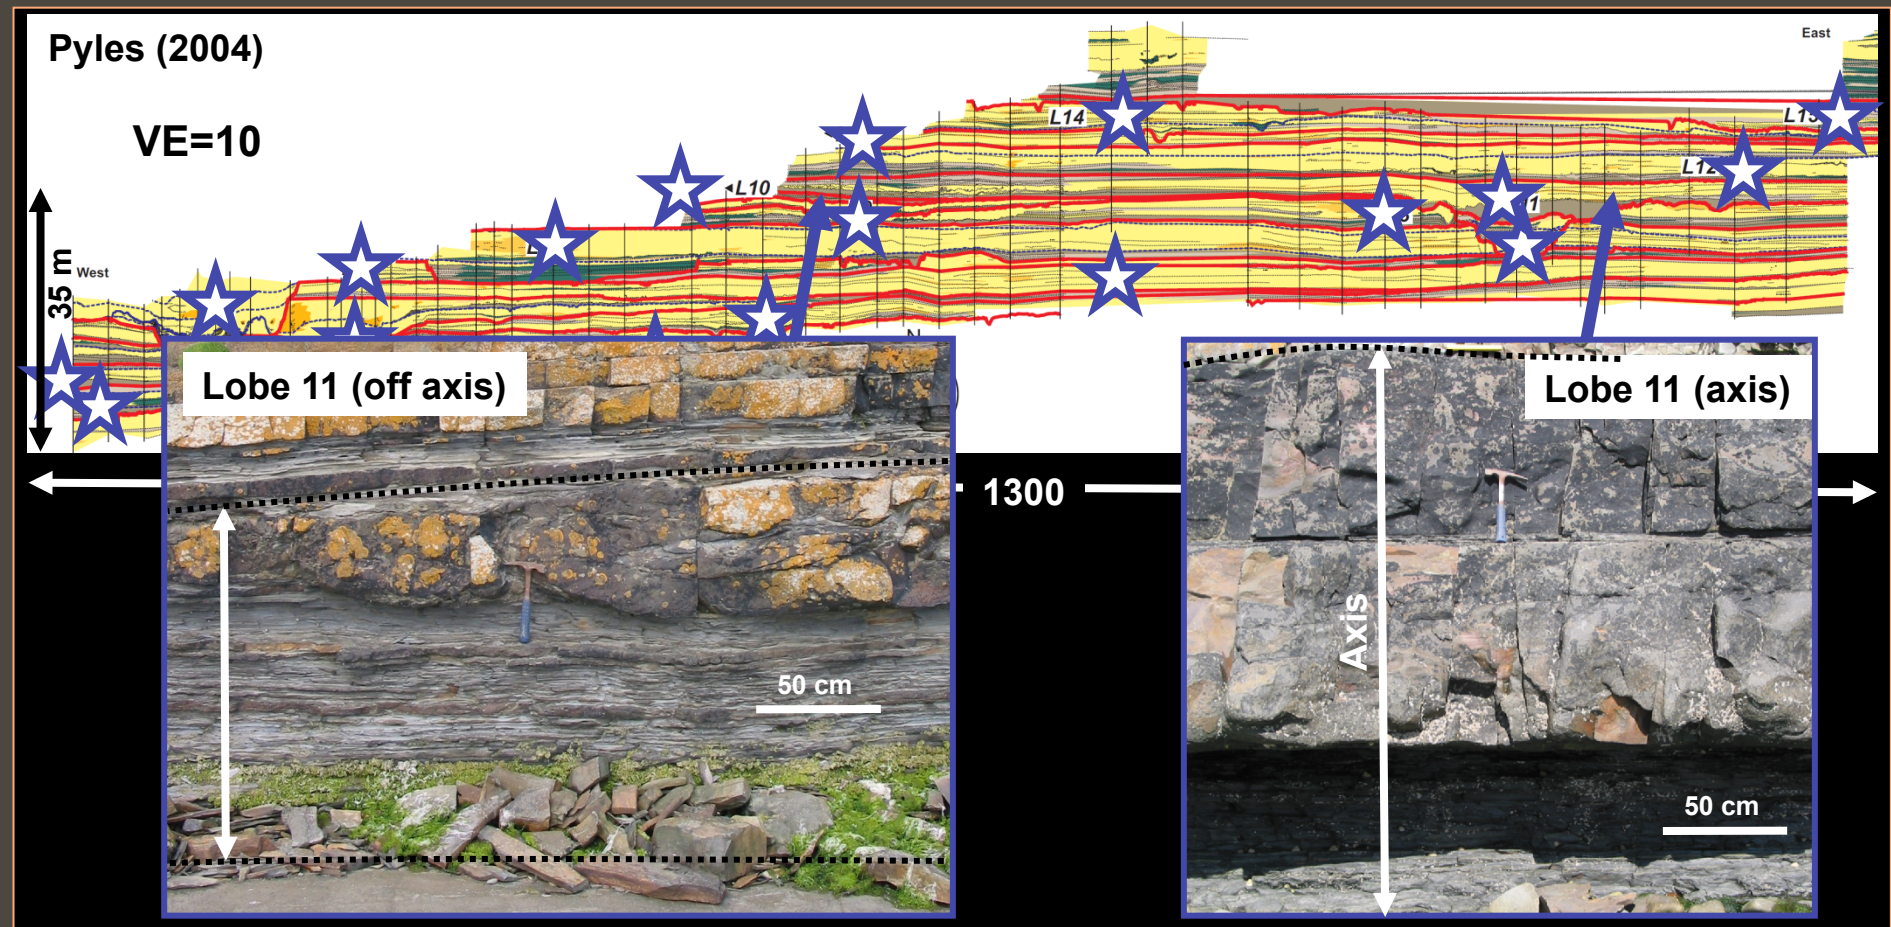 Pyles (2004)
East
VE=10
L14
L12
L10
35 m
West
N
Lobe 11 (off axis)
Lobe 11 (axis)
1300
Axis
50 cm
50 cm